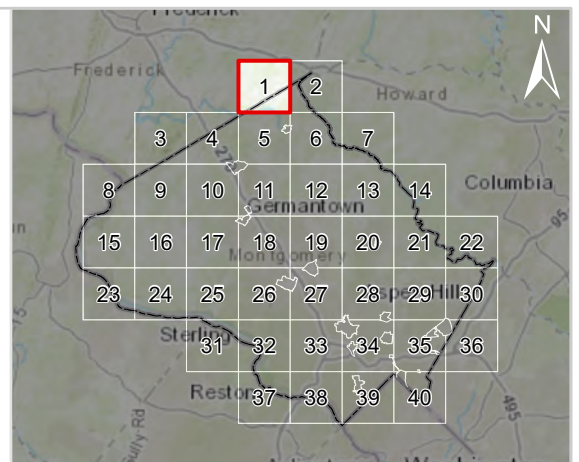 Frederick
N
Frederick
1 2
Howard
3 4 5 6 7
Columbia
8 9 10 11 12 13 14
Germantown
95
15 16 17 18 19 20 21 22
Montgomery
23 24 25 26 27 28 29 30
Sterling
31 32 33 34 35 36
Reston
37 38 39 40
495